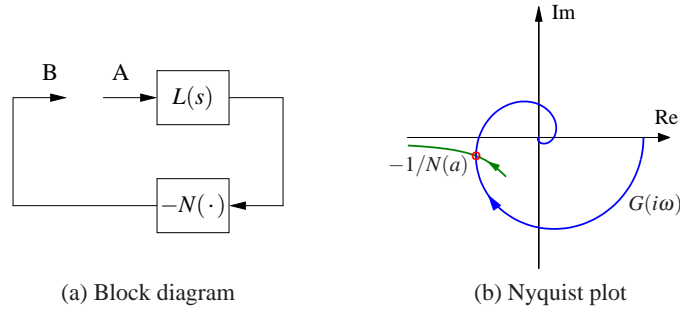 B
A
L(s)
−N(·)
(a) Block diagram
Im
Re
−1/N(a)
G(iω)
(b) Nyquist plot